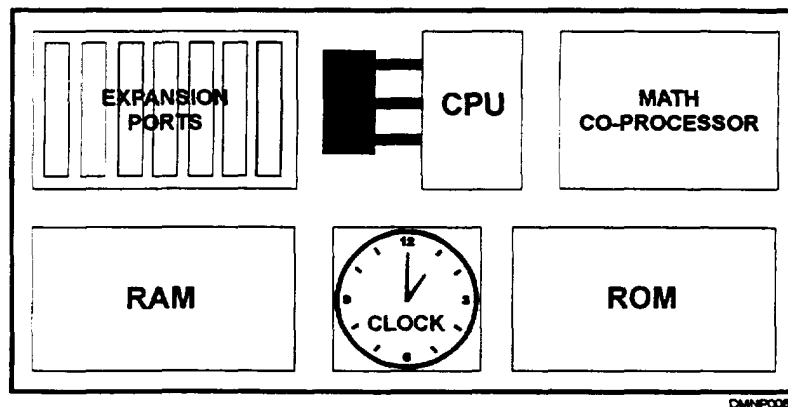 EXPANSION
PORTS
CPU
MATH
CO-PROCESSOR
RAM
12
9
3
CLOCK
6
ROM